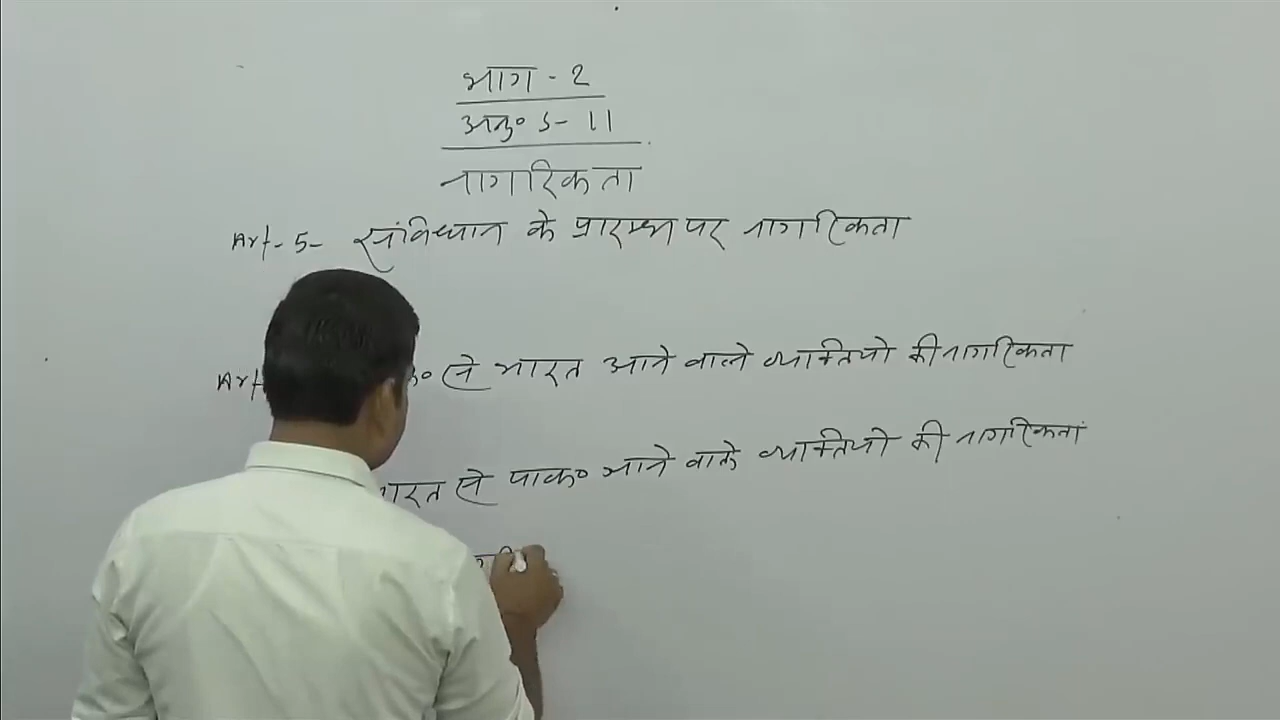 भाग - 2
अनु० 5- 11
नागरिकता
Art- 5- संविधान के प्रारम्भ पर नागरिकता
Art से भारत आने वाले व्यक्तियो की नागरिकता
से पाक० जाने वाले व्यक्तियो की नागरिकता